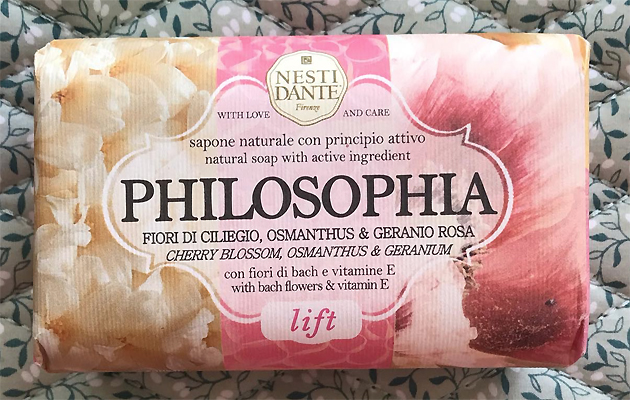 NESTI
DANTE
Firenze
WITH LOVE AND CARE
sapone naturale con principio attivo
natural soap with active ingredient
PHILOSOPHIA
FIORI DI CILIEGIO, OSMANTHUS & GERANIO ROSA
CHERRY BLOSSOM, OSMANTHUS & GERANIUM
con fiori di bach e vitamine E
with bach flowers & vitamin E
lift